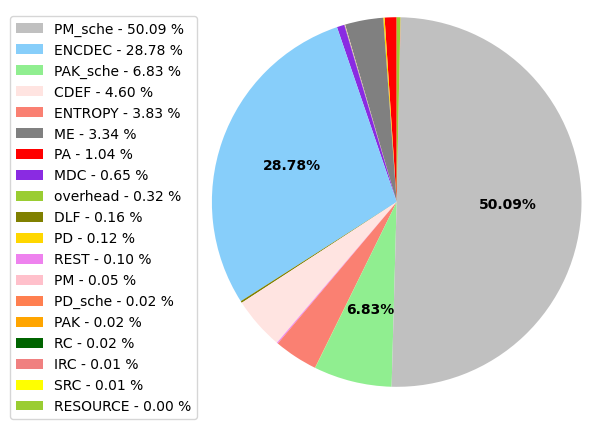 PM_sche - 50.09 %
ENCDEC - 28.78 %
PAK_sche - 6.83 %
CDEF - 4.60 %
ENTROPY - 3.83 %
ME - 3.34 %
PA - 1.04 %
MDC - 0.65 %
overhead - 0.32 %
DLF - 0.16 %
PD - 0.12 %
REST - 0.10 %
PM - 0.05 %
PD_sche - 0.02 %
PAK - 0.02 %
RC - 0.02 %
IRC - 0.01 %
SRC - 0.01 %
RESOURCE - 0.00 %
28.78%
50.09%
6.83%